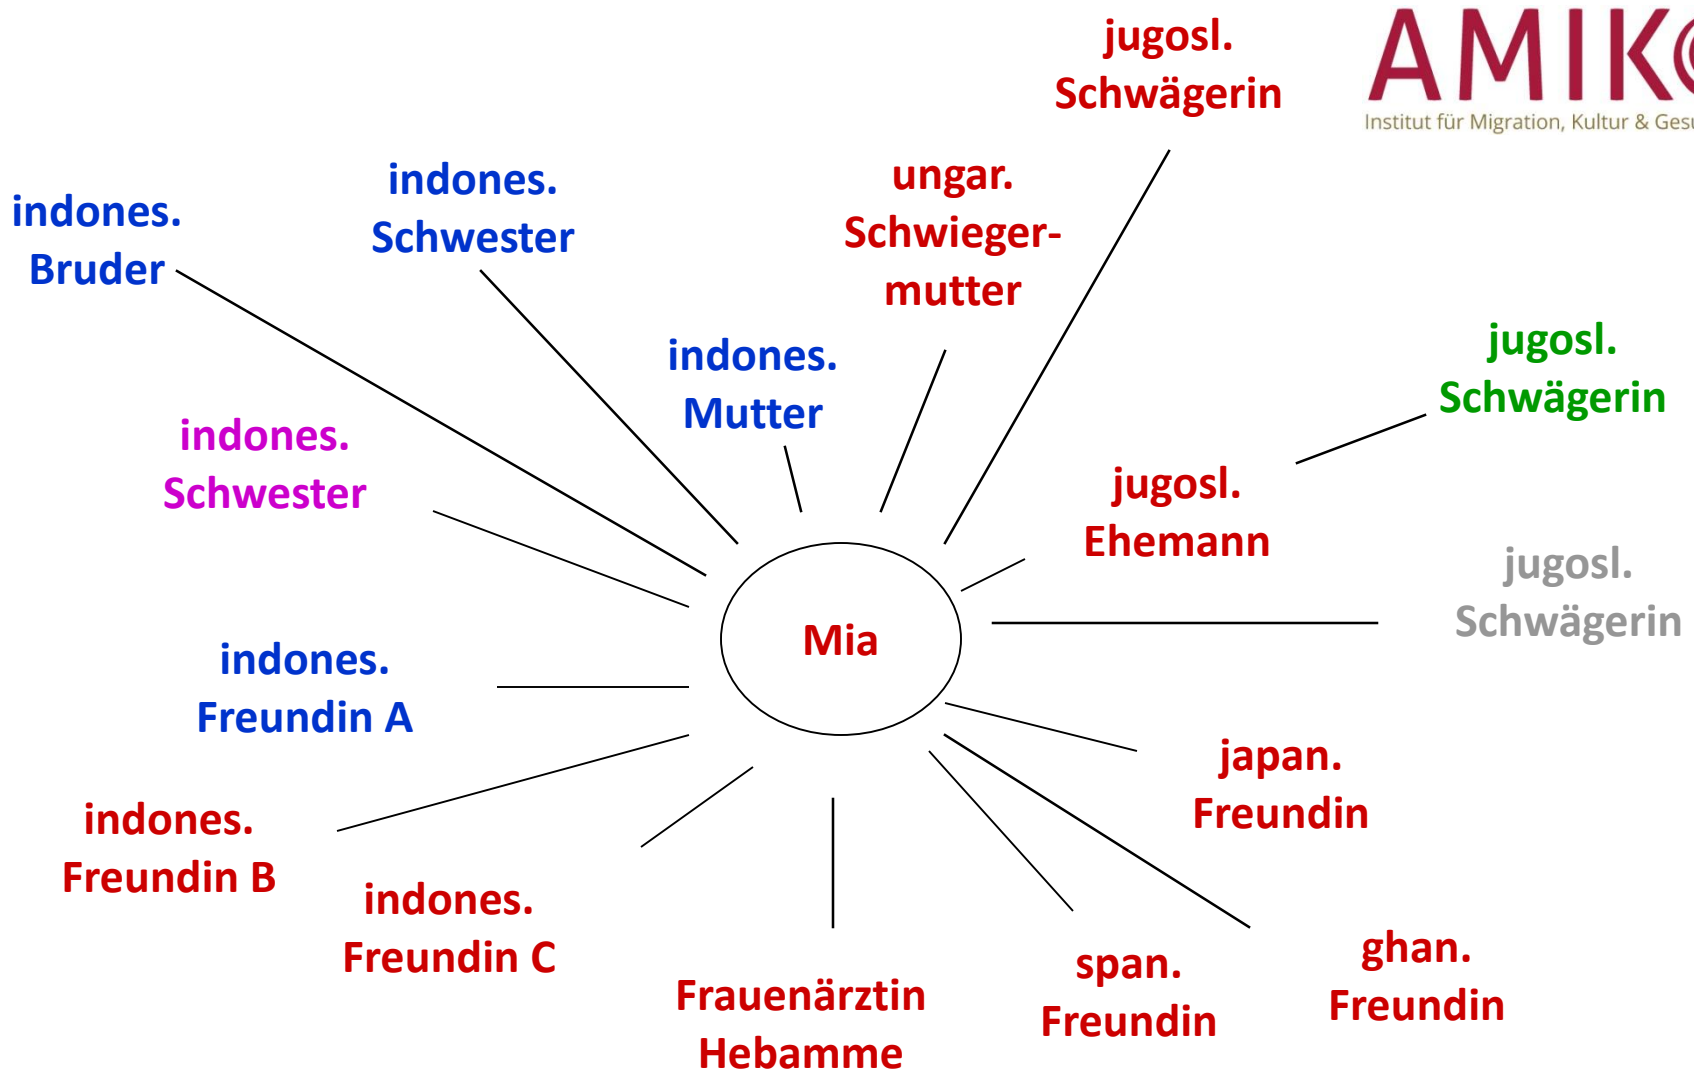 jugosl.
Schwägerin
AMIK
Institut für Migration, Kultur &
indones.
Bruder
indones.
Schwester
ungar.
Schwieger-
mutter
indones.
Mutter
jugosl.
Schwägerin
indones.
Schwester
jugosl.
Ehemann
jugosl.
Schwägerin
Mia
indones.
Freundin A
japan.
Freundin
indones.
Freundin B
indones.
Freundin C
Frauenärztin
Hebamme
span.
Freundin
ghan.
Freundin